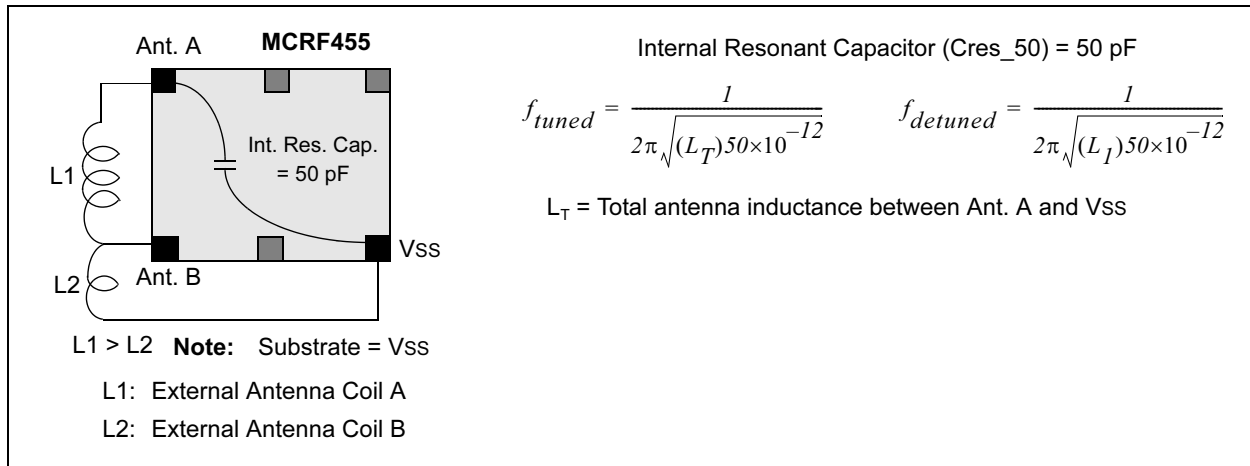 Ant. A
MCRF455
Int. Res. Cap.
= 50 pF
L1
Ant. B
VSS
L2
L1 > L2 Note: Substrate = VSS
L1: External Antenna Coil A
L2: External Antenna Coil B
Internal Resonant Capacitor (Cres_50) = 50 pF
f_tuned = 1 / (2π√((L_T)50×10^−12))
f_detuned = 1 / (2π√((L_1)50×10^−12))
L_T = Total antenna inductance between Ant. A and VSS